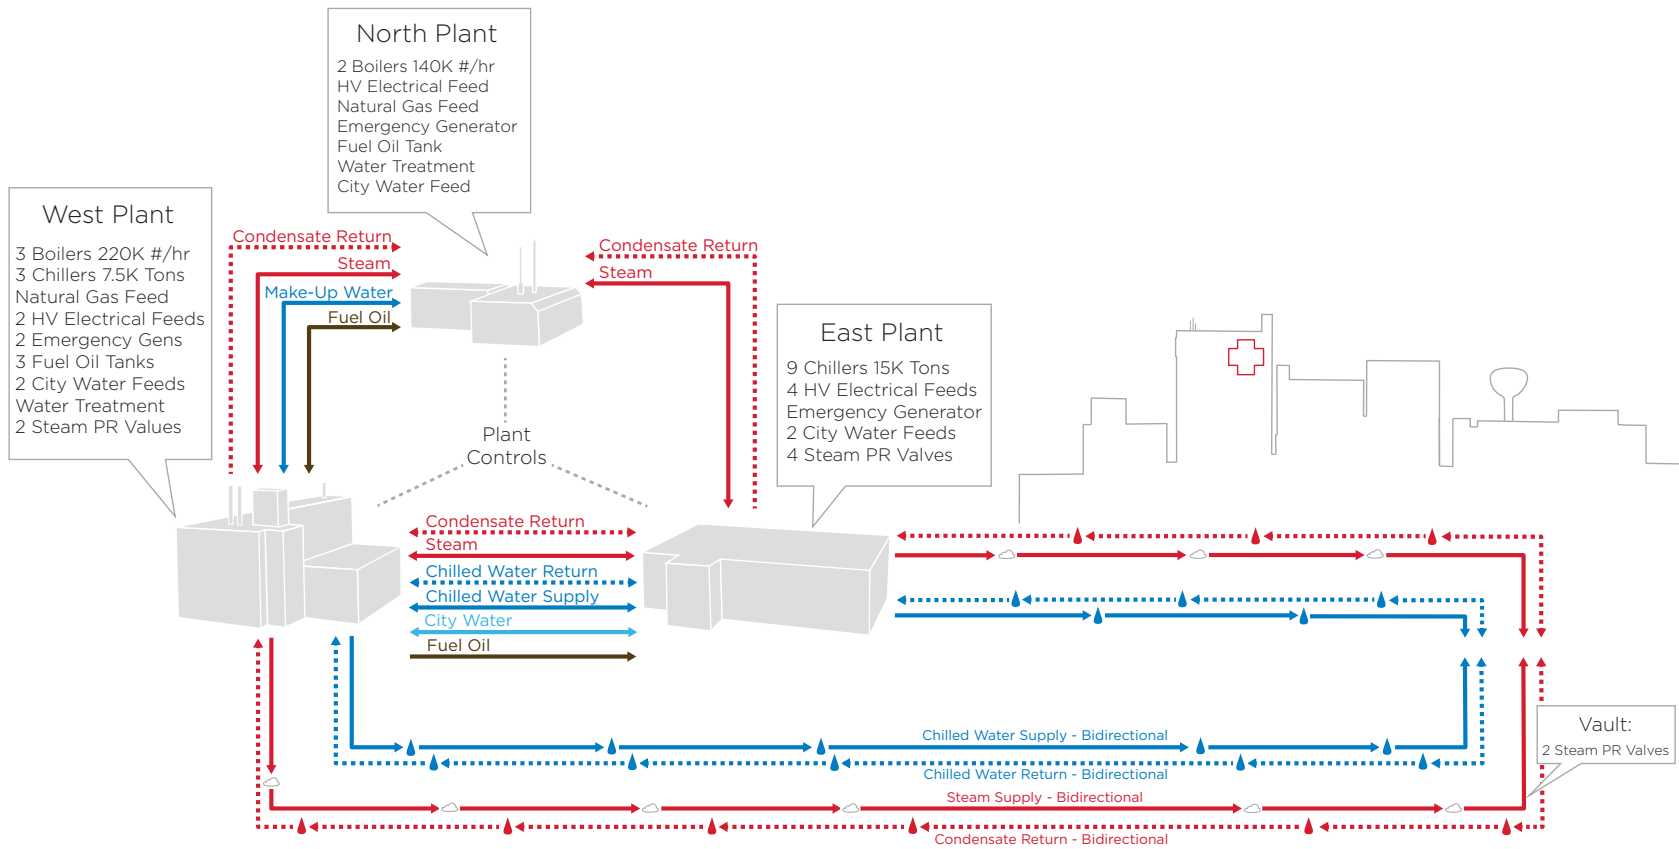 North Plant
2 Boilers 140K #/hr
HV Electrical Feed
Natural Gas Feed
Emergency Generator
Fuel Oil Tank
Water Treatment
City Water Feed
West Plant
3 Boilers 220K #/hr
3 Chillers 7.5K Tons
Natural Gas Feed
2 HV Electrical Feeds
2 Emergency Gens
3 Fuel Oil Tanks
2 City Water Feeds
Water Treatment
2 Steam PR Values
Condensate Return
Steam
Make-Up Water
Fuel Oil
Condensate Return
Steam
East Plant
9 Chillers 15K Tons
4 HV Electrical Feeds
Emergency Generator
2 City Water Feeds
4 Steam PR Valves
Plant
Controls
Condensate Return
Steam
Chilled Water Return
Chilled Water Supply
City Water
Fuel Oil
Vault:
2 Steam PR Valves
Chilled Water Supply - Bidirectional
Chilled Water Return - Bidirectional
Steam Supply - Bidirectional
Condensate Return - Bidirectional